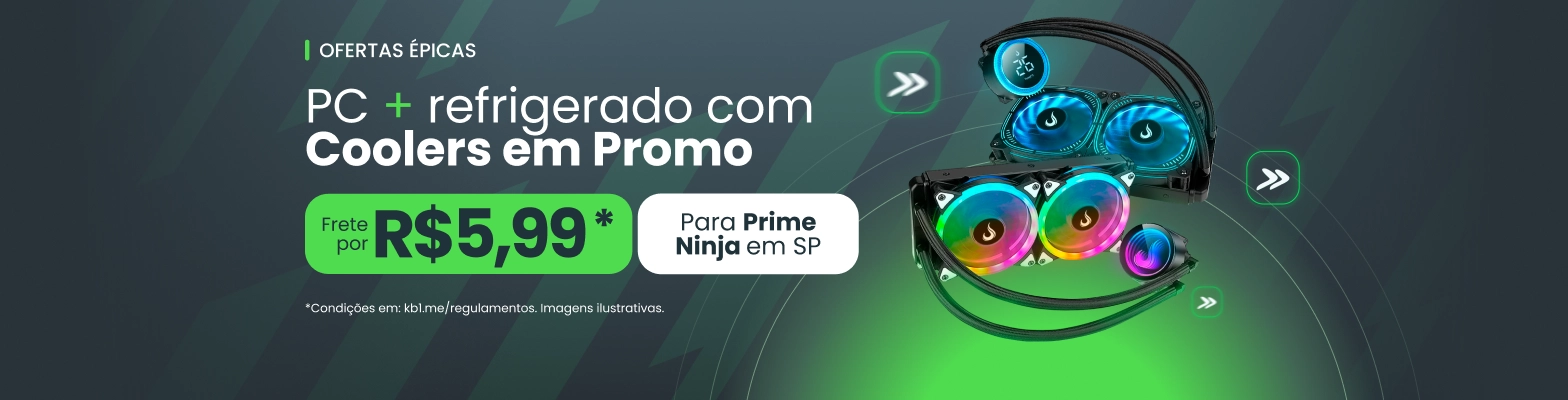 OFERTAS ÉPICAS
PC + refrigerado com
Coolers em Promo
Frete
por
R$5,99*
Para Prime
Ninja em SP
*Condições em: kb1.me/regulamentos. Imagens ilustrativas.
26